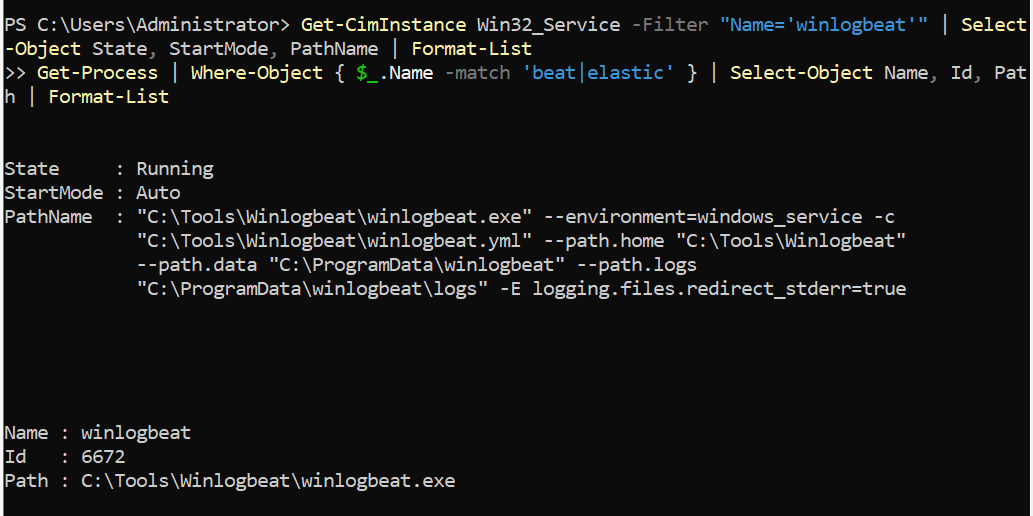 PS C:\Users\Administrator> Get-CimInstance Win32_Service -Filter "Name='winlogbeat'" | Select
-Object State, StartMode, PathName | Format-List
>> Get-Process | Where-Object { $_.Name -match 'beat|elastic' } | Select-Object Name, Id, Pat
h | Format-List
State     : Running
StartMode : Auto
PathName  : "C:\Tools\Winlogbeat\winlogbeat.exe" --environment=windows_service -c
            "C:\Tools\Winlogbeat\winlogbeat.yml" --path.home "C:\Tools\Winlogbeat"
            --path.data "C:\ProgramData\winlogbeat" --path.logs
            "C:\ProgramData\winlogbeat\logs" -E logging.files.redirect_stderr=true
Name : winlogbeat
Id   : 6672
Path : C:\Tools\Winlogbeat\winlogbeat.exe